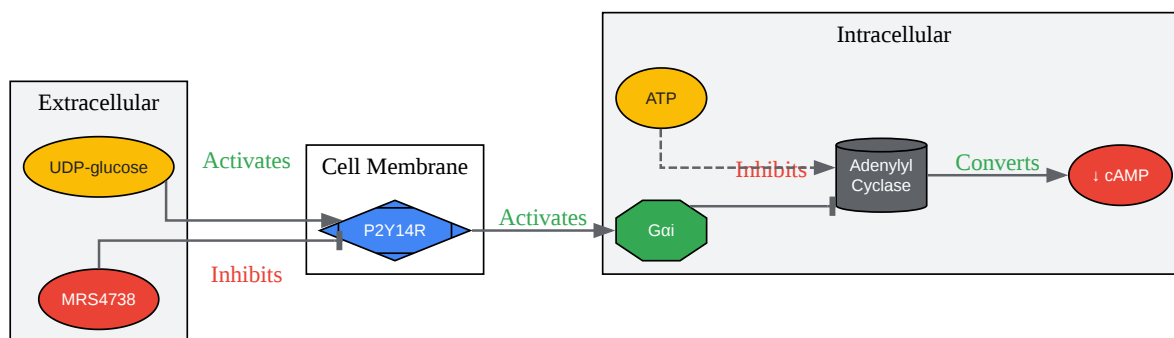 Extracellular
UDP-glucose
MRS4738
Activates
Inhibits
Cell Membrane
P2Y14R
Activates
Intracellular
ATP
Gαi
Inhibits
Adenylyl
Cyclase
Converts
↓ cAMP